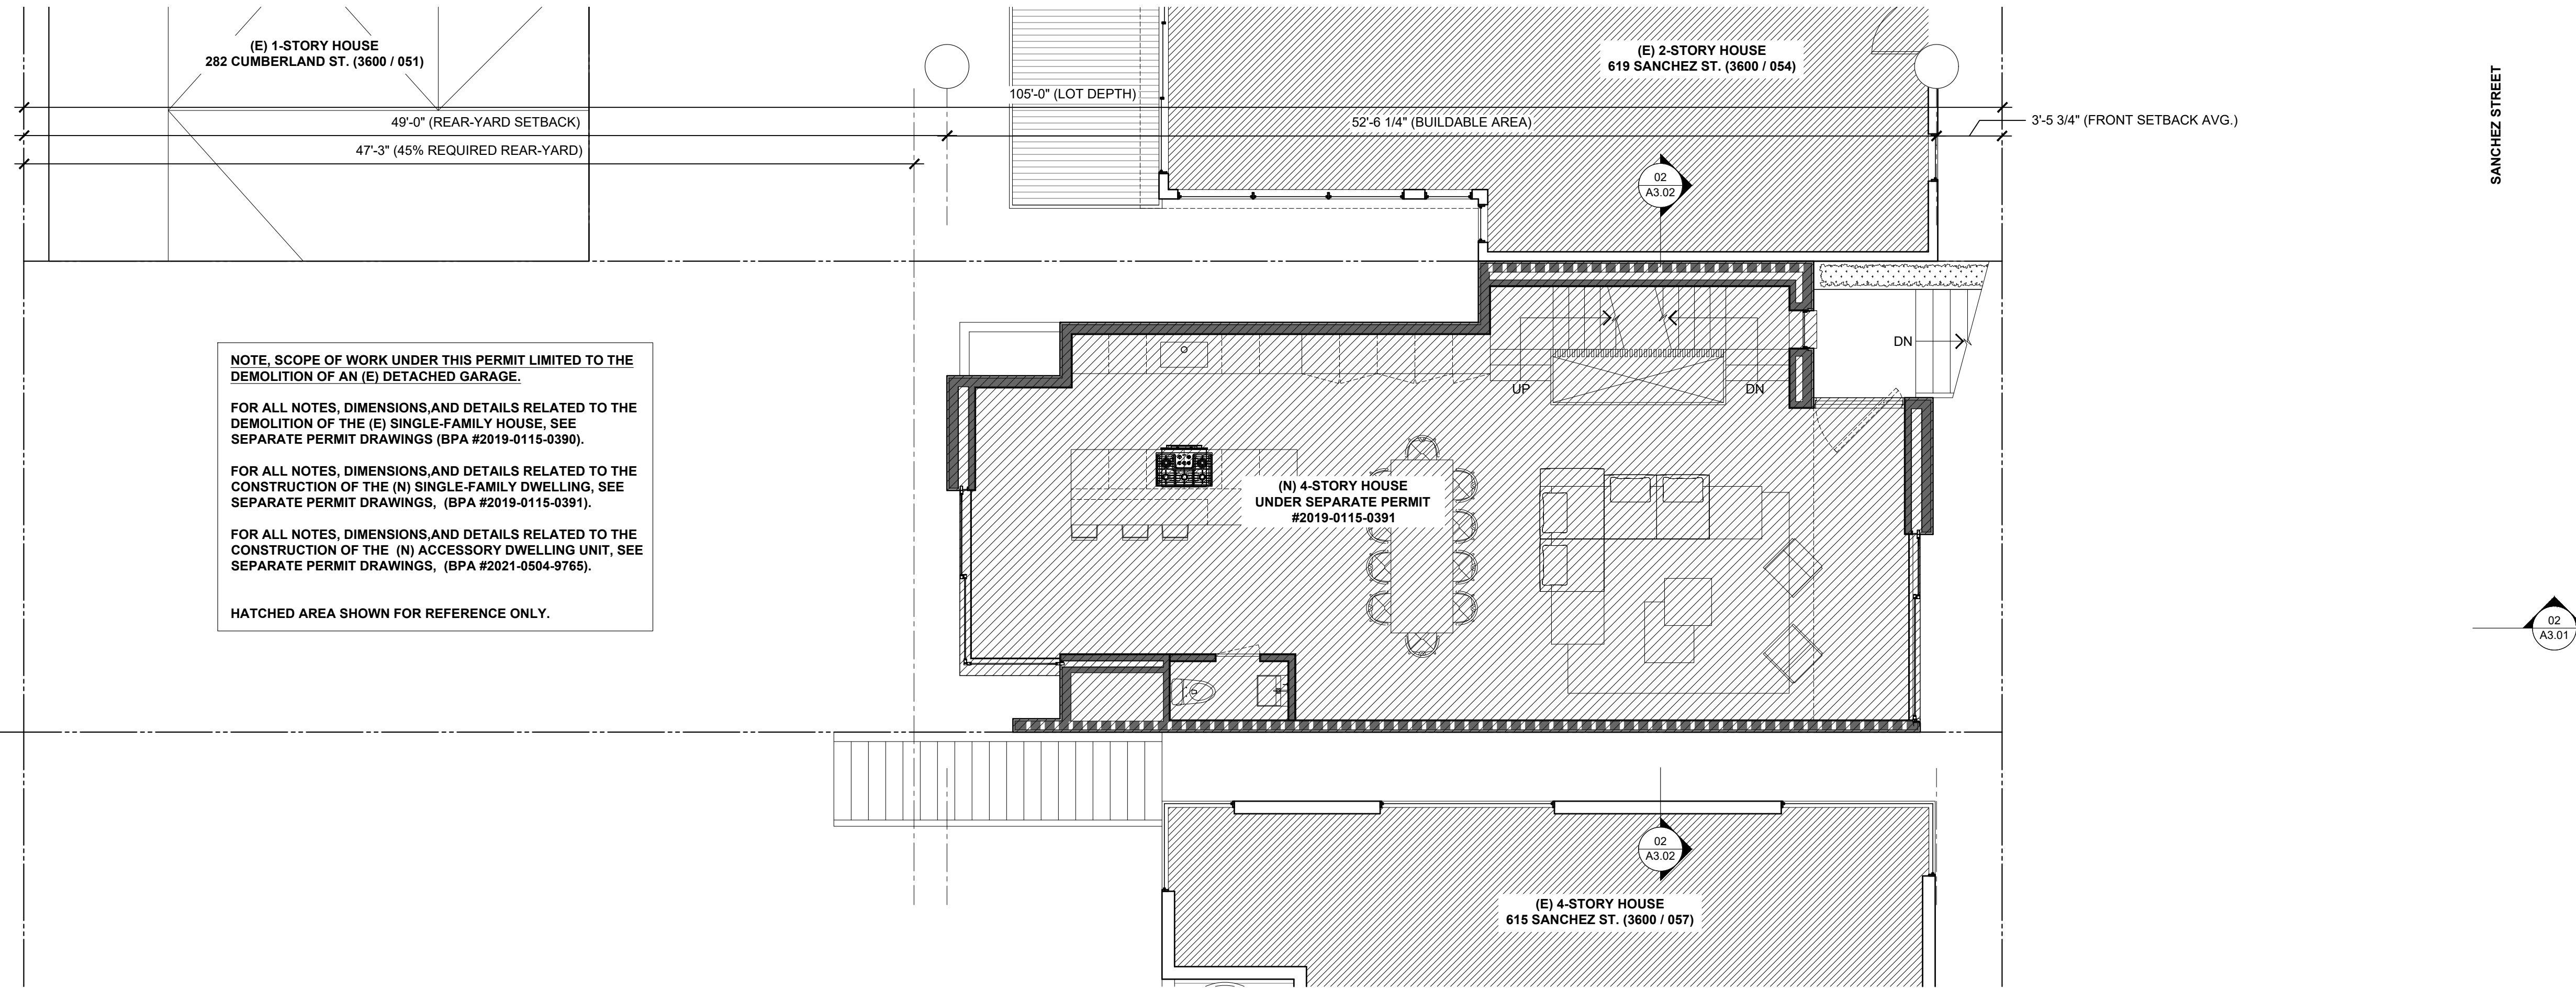 (E) 1-STORY HOUSE
282 CUMBERLAND ST. (3600 / 051)
(E) 2-STORY HOUSE
619 SANCHEZ ST. (3600 / 054)
SANCHEZ STREET
105'-0" (LOT DEPTH)
49'-0" (REAR-YARD SETBACK)
52'-6 1/4" (BUILDABLE AREA)
3'-5 3/4" (FRONT SETBACK AVG.)
47'-3" (45% REQUIRED REAR-YARD)
02
A3.02
DN
UP
DN
NOTE, SCOPE OF WORK UNDER THIS PERMIT LIMITED TO THE
DEMOLITION OF AN (E) DETACHED GARAGE.
FOR ALL NOTES, DIMENSIONS,AND DETAILS RELATED TO THE
DEMOLITION OF THE (E) SINGLE-FAMILY HOUSE, SEE
SEPARATE PERMIT DRAWINGS (BPA #2019-0115-0390).
FOR ALL NOTES, DIMENSIONS,AND DETAILS RELATED TO THE
CONSTRUCTION OF THE (N) SINGLE-FAMILY DWELLING, SEE
SEPARATE PERMIT DRAWINGS, (BPA #2019-0115-0391).
FOR ALL NOTES, DIMENSIONS,AND DETAILS RELATED TO THE
CONSTRUCTION OF THE (N) ACCESSORY DWELLING UNIT, SEE
SEPARATE PERMIT DRAWINGS, (BPA #2021-0504-9765).
HATCHED AREA SHOWN FOR REFERENCE ONLY.
(N) 4-STORY HOUSE
UNDER SEPARATE PERMIT
#2019-0115-0391
02
A3.01
02
A3.02
(E) 4-STORY HOUSE
615 SANCHEZ ST. (3600 / 057)